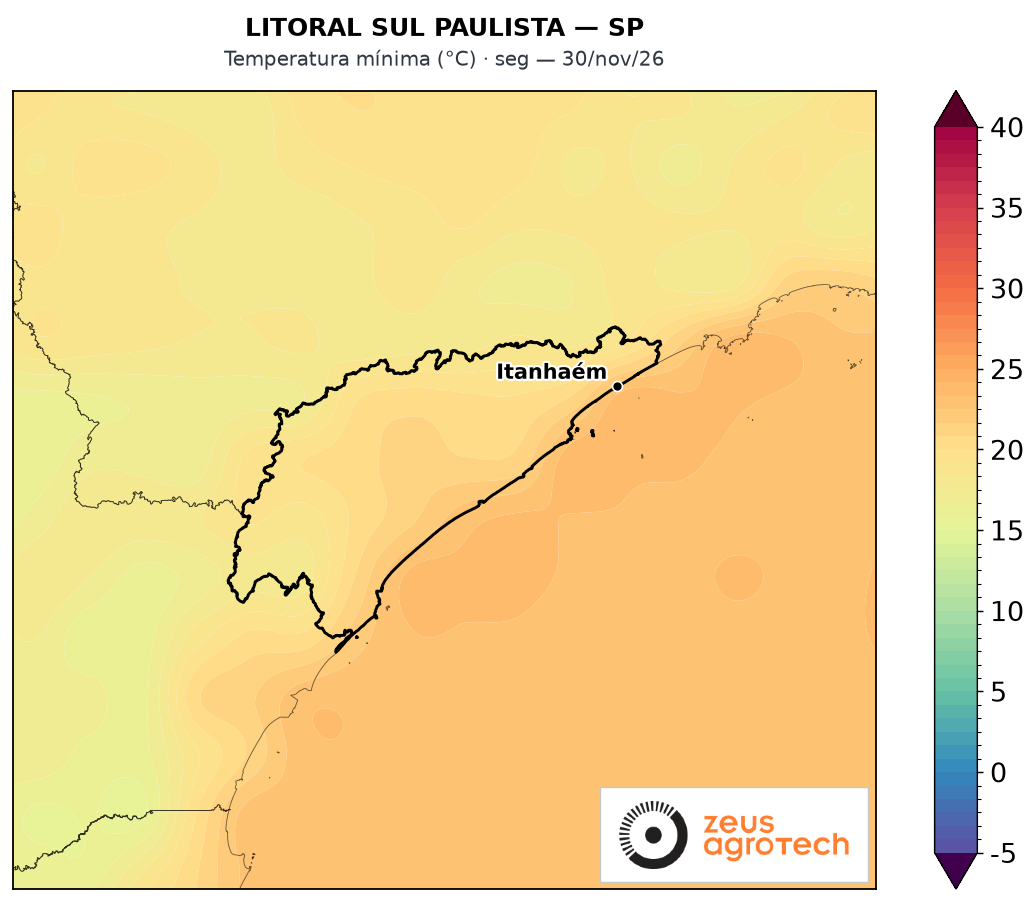 LITORAL SUL PAULISTA — SP
Temperatura mínima (°C) · seg — 30/nov/26
Itanhaém
40
35
30
25
20
15
10
5
0
-5
zeus
agroTech